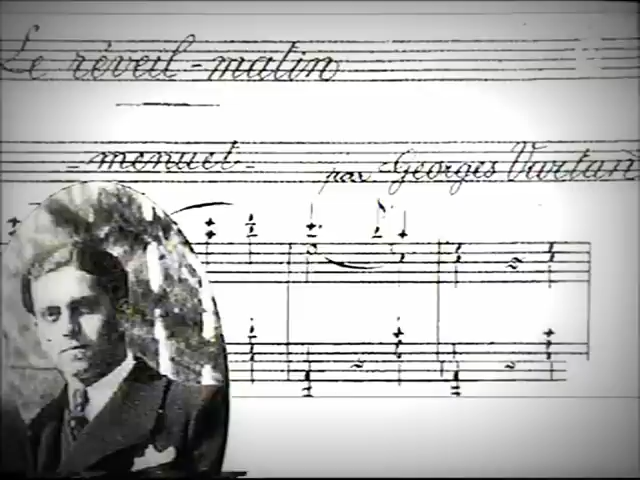 Le réveil-matin
= menuet =
par Georges Vartan